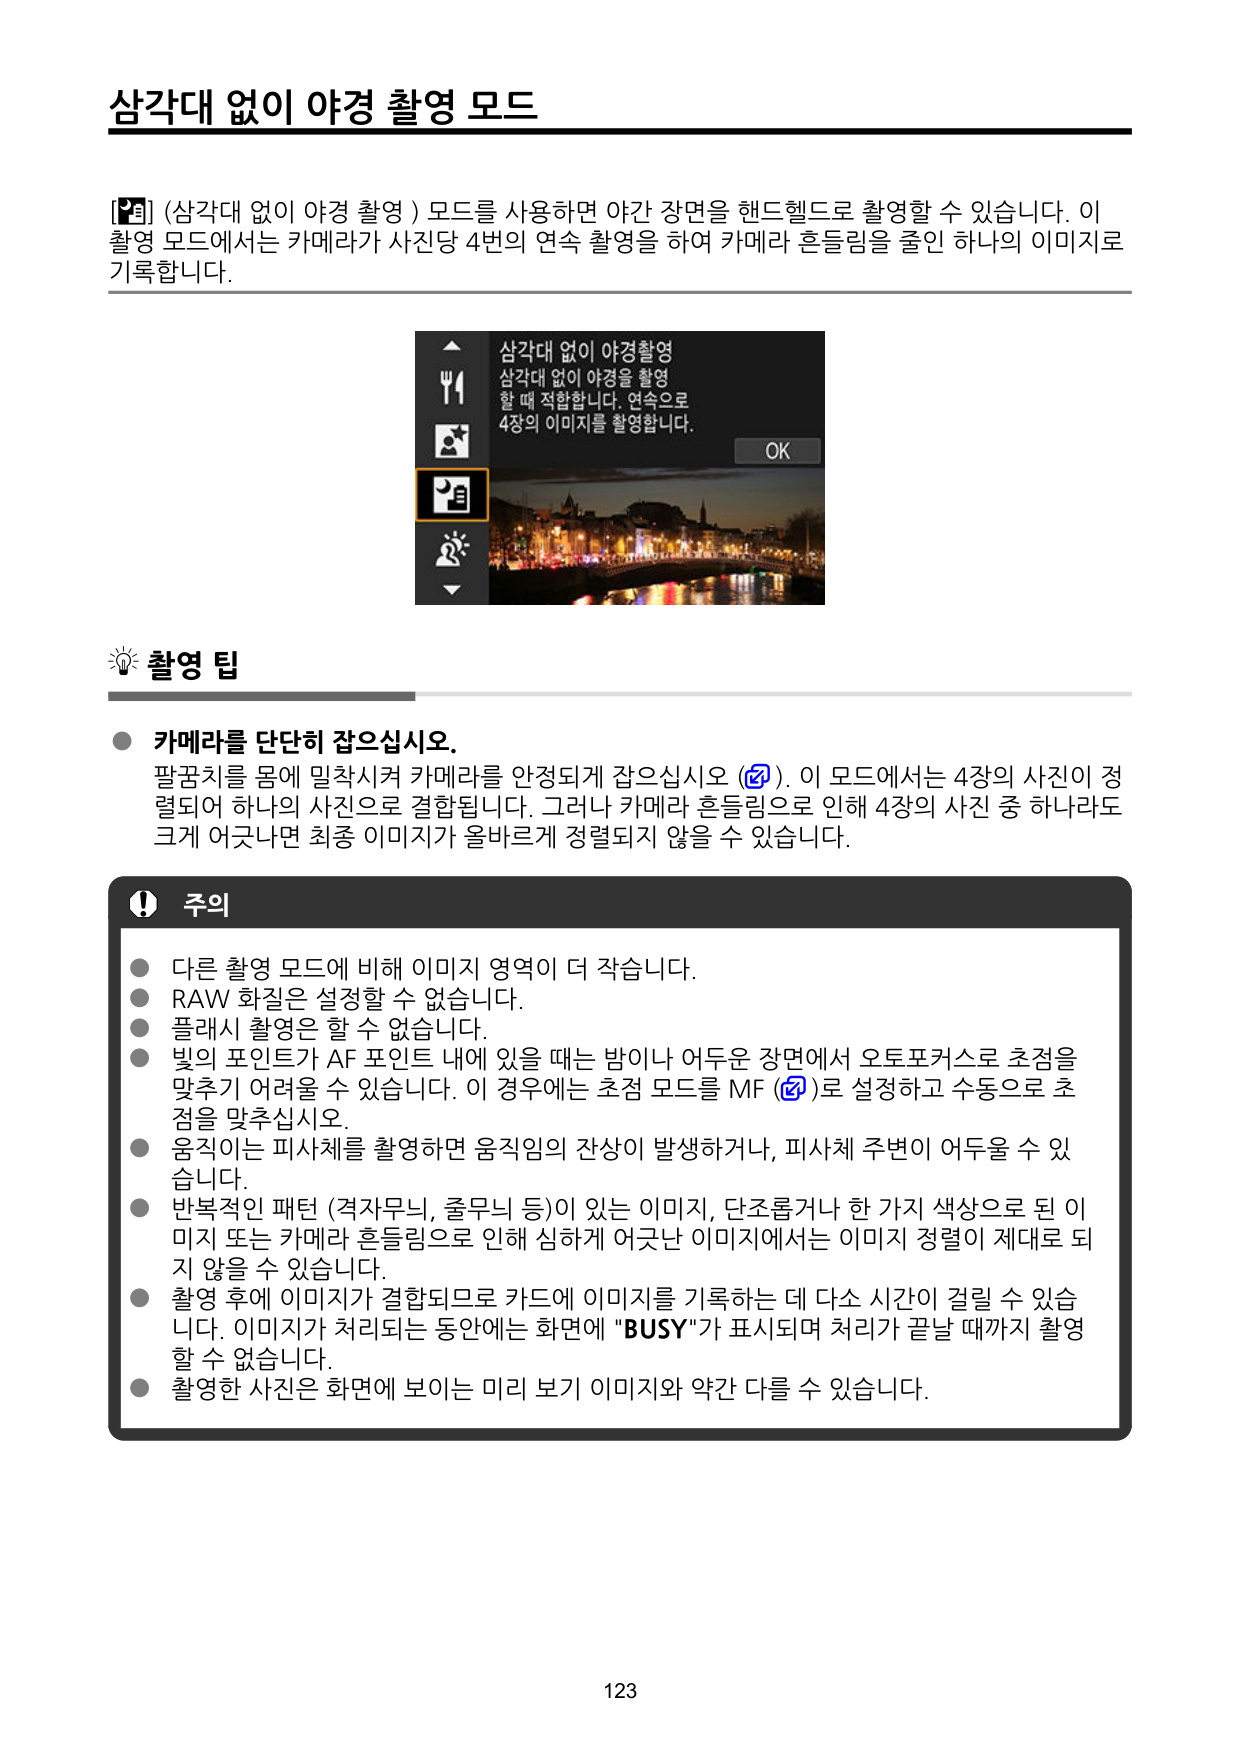 삼각대 없이 야경 촬영 모드
[] (삼각대 없이 야경 촬영 ) 모드를 사용하면 야간 장면을 핸드헬드로 촬영할 수 있습니다. 이
촬영 모드에서는 카메라가 사진당 4번의 연속 촬영을 하여 카메라 흔들림을 줄인 하나의 이미지로
기록합니다.
삼각대 없이 야경촬영
삼각대 없이 야경을 촬영
할 때 적합합니다. 연속으로
4장의 이미지를 촬영합니다.
OK
촬영 팁
● 카메라를 단단히 잡으십시오.
팔꿈치를 몸에 밀착시켜 카메라를 안정되게 잡으십시오 (). 이 모드에서는 4장의 사진이 정
렬되어 하나의 사진으로 결합됩니다. 그러나 카메라 흔들림으로 인해 4장의 사진 중 하나라도
크게 어긋나면 최종 이미지가 올바르게 정렬되지 않을 수 있습니다.
주의
● 다른 촬영 모드에 비해 이미지 영역이 더 작습니다.
● RAW 화질은 설정할 수 없습니다.
● 플래시 촬영은 할 수 없습니다.
● 빛의 포인트가 AF 포인트 내에 있을 때는 밤이나 어두운 장면에서 오토포커스로 초점을
맞추기 어려울 수 있습니다. 이 경우에는 초점 모드를 MF ()로 설정하고 수동으로 초
점을 맞추십시오.
● 움직이는 피사체를 촬영하면 움직임의 잔상이 발생하거나, 피사체 주변이 어두울 수 있
습니다.
● 반복적인 패턴 (격자무늬, 줄무늬 등)이 있는 이미지, 단조롭거나 한 가지 색상으로 된 이
미지 또는 카메라 흔들림으로 인해 심하게 어긋난 이미지에서는 이미지 정렬이 제대로 되
지 않을 수 있습니다.
● 촬영 후에 이미지가 결합되므로 카드에 이미지를 기록하는 데 다소 시간이 걸릴 수 있습
니다. 이미지가 처리되는 동안에는 화면에 "BUSY"가 표시되며 처리가 끝날 때까지 촬영
할 수 없습니다.
● 촬영한 사진은 화면에 보이는 미리 보기 이미지와 약간 다를 수 있습니다.
123